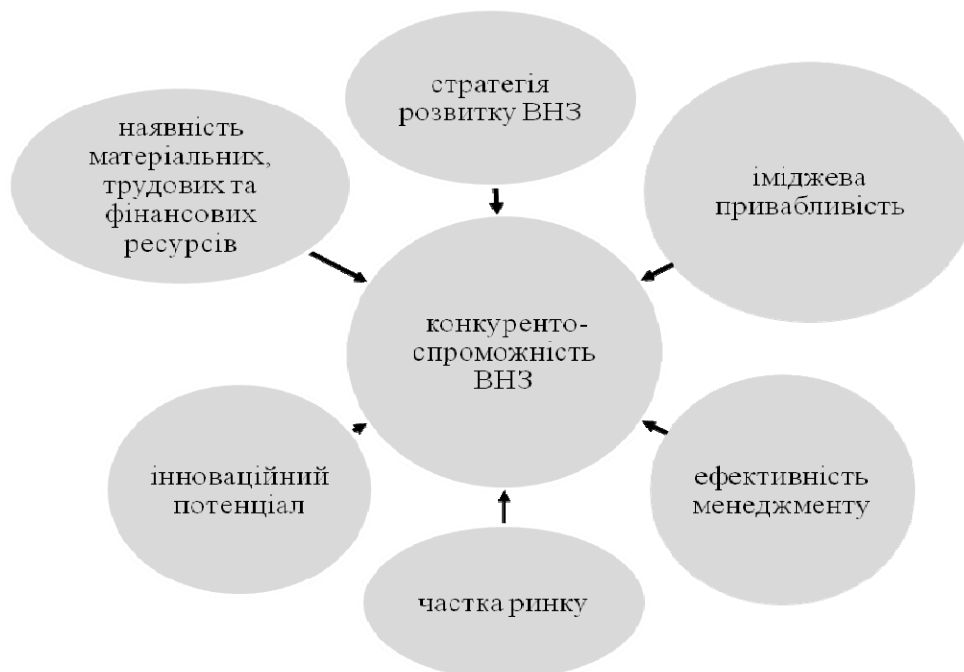 стратегія
розвитку ВНЗ
наявність
матеріальних,
трудових та
фінансових
ресурсів
іміджева
привабливість
конкуренто-
спроможність
ВНЗ
інноваційний
потенціал
ефективність
менеджменту
частка ринку